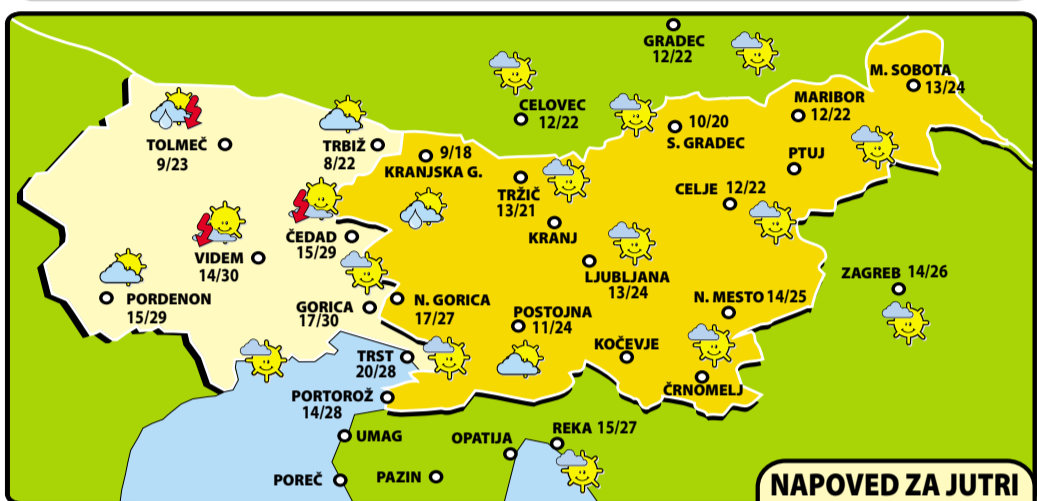 GRADEC
12/22
M. SOBOTA
13/24
CELOVEC
12/22
MARIBOR
12/22
10/20
S. GRADEC
TOLMEČ
9/23
TRBIŽ
8/22
9/18
KRANJSKA G.
PTUJ
TRŽIČ
13/21
CELJE 12/22
KRANJ
ČEDAD
15/29
VIDEM
14/30
LJUBLJANA
13/24
ZAGREB 14/26
PORDENON
15/29
GORICA
17/30
N. GORICA
17/27
N. MESTO 14/25
POSTOJNA
11/24
KOČEVJE
TRST
20/28
ČRNOMELJ
PORTOROŽ
14/28
UMAG
OPATIJA
REKA 15/27
POREČ
PAZIN
NAPOVED ZA JUTRI